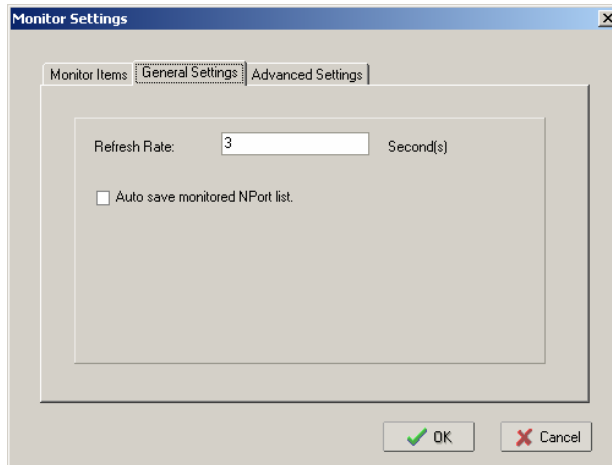 Monitor Settings
Monitor Items
General Settings
Advanced Settings
Refresh Rate: 3 Second(s)
Auto save monitored NPort list.
OK
Cancel